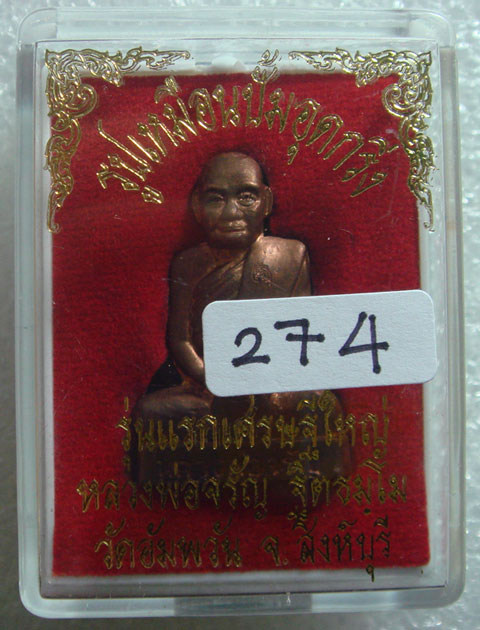 รูปเหมือนปั๊มอุดกริ่ง
274
รุ่นแรกเศรษฐีใหญ่
หลวงพ่อจรัญ ฐิตธมฺโม
วัดอัมพวัน จ. สิงห์บุรี